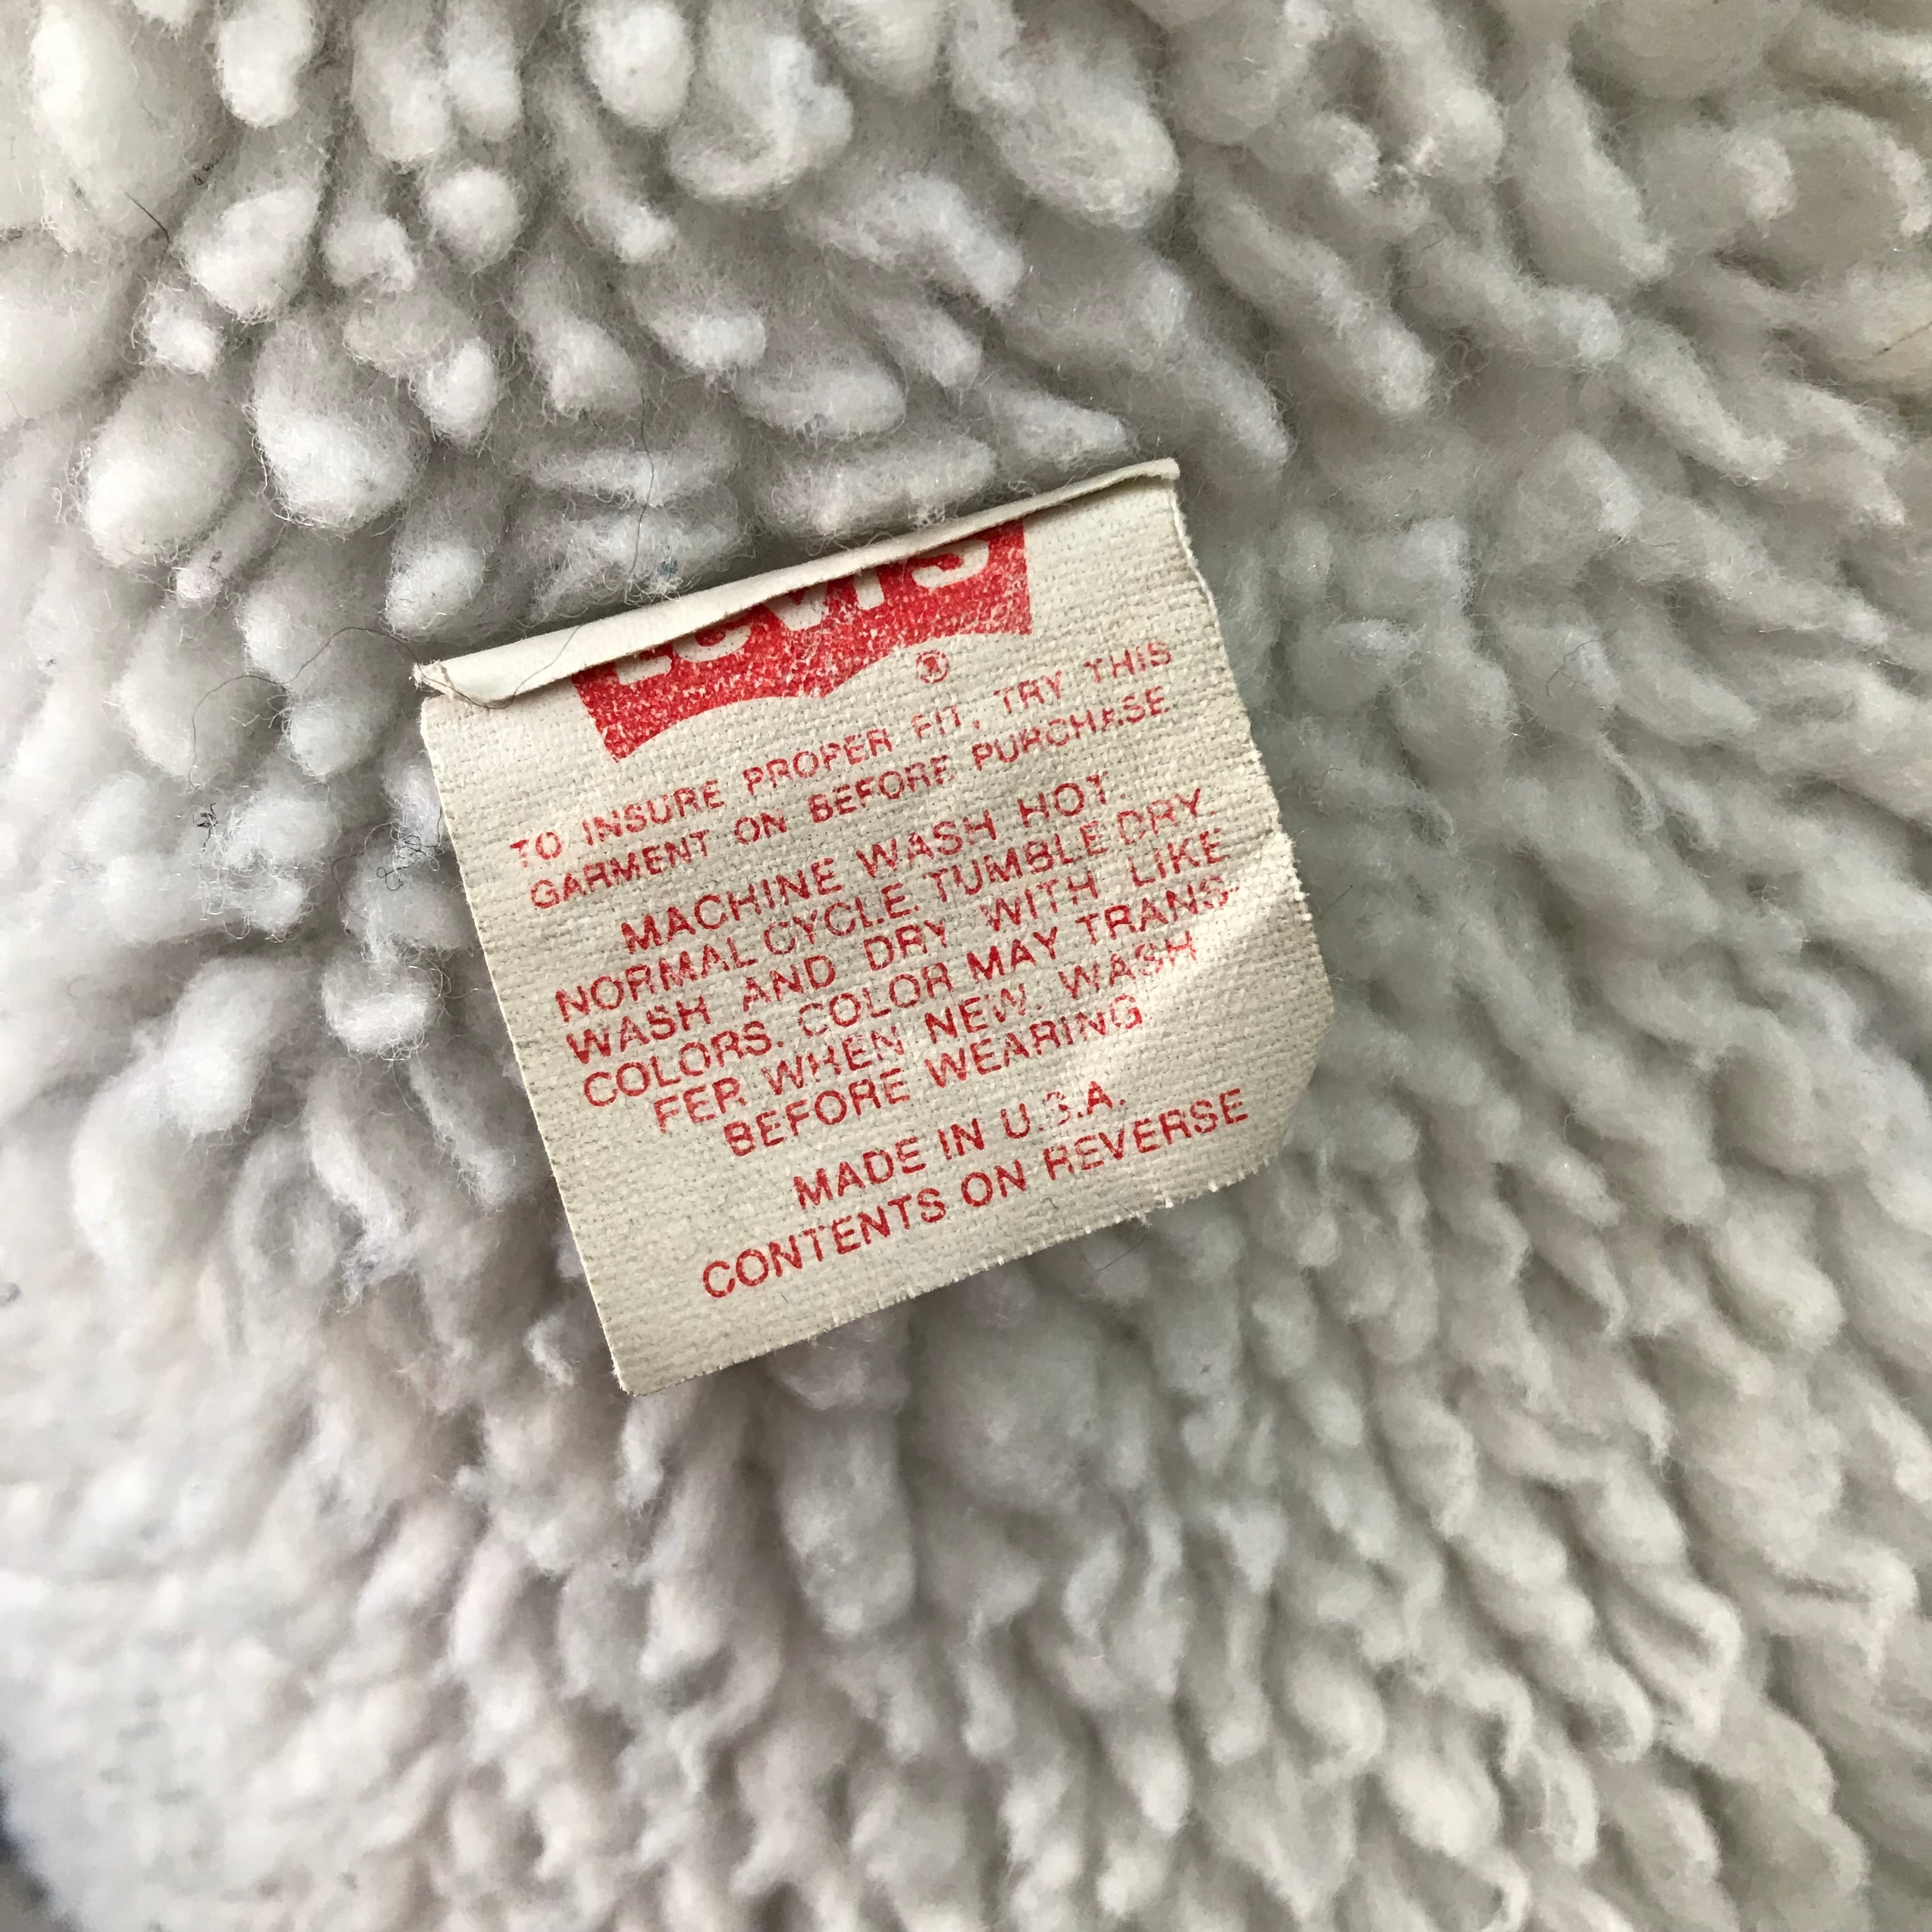 Levi's
®
TO INSURE PROPER FIT, TRY THIS
GARMENT ON BEFORE PURCHASE
MACHINE WASH HOT.
NORMAL CYCLE. TUMBLE DRY.
WASH AND DRY WITH LIKE
COLORS. COLOR MAY TRANS-
FER WHEN NEW. WASH
BEFORE WEARING
MADE IN U.S.A.
CONTENTS ON REVERSE